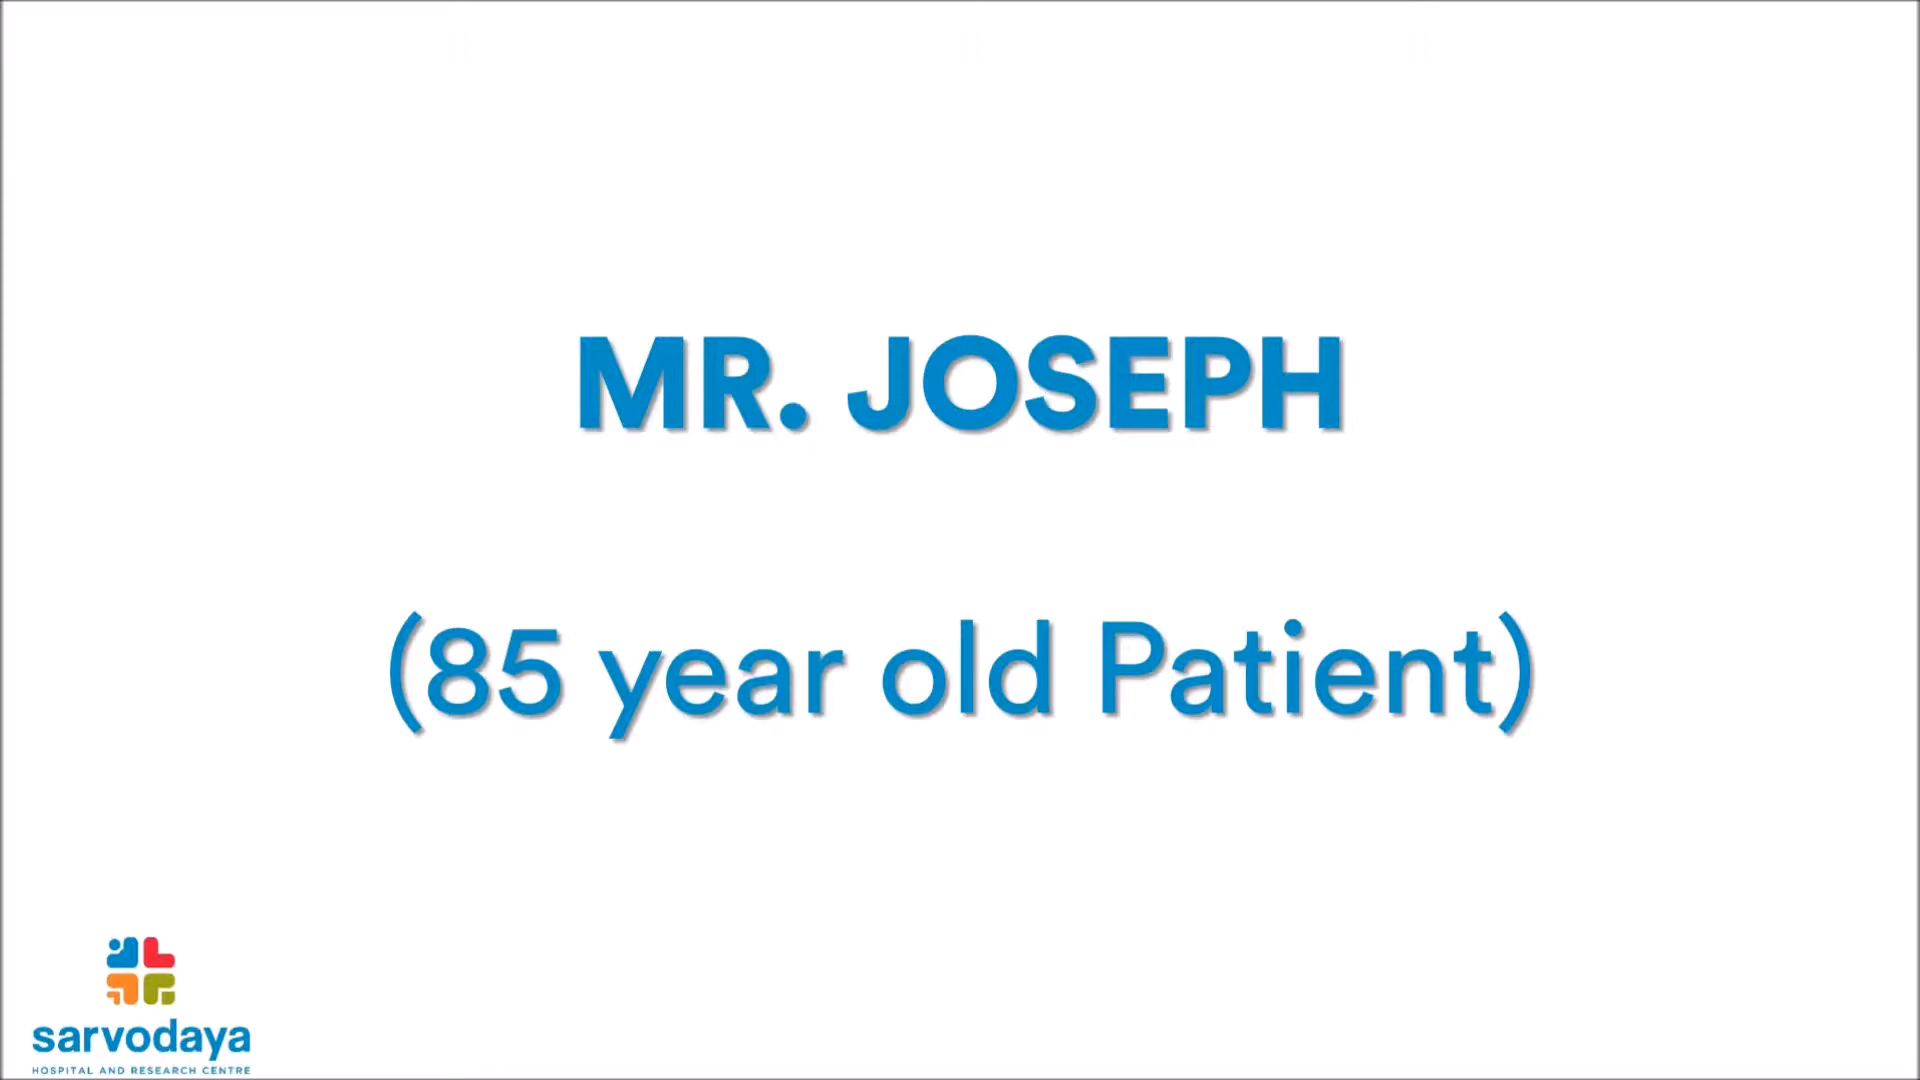 MR. JOSEPH
(85 year old Patient)
sarvodaya
HOSPITAL AND RESEARCH CENTRE